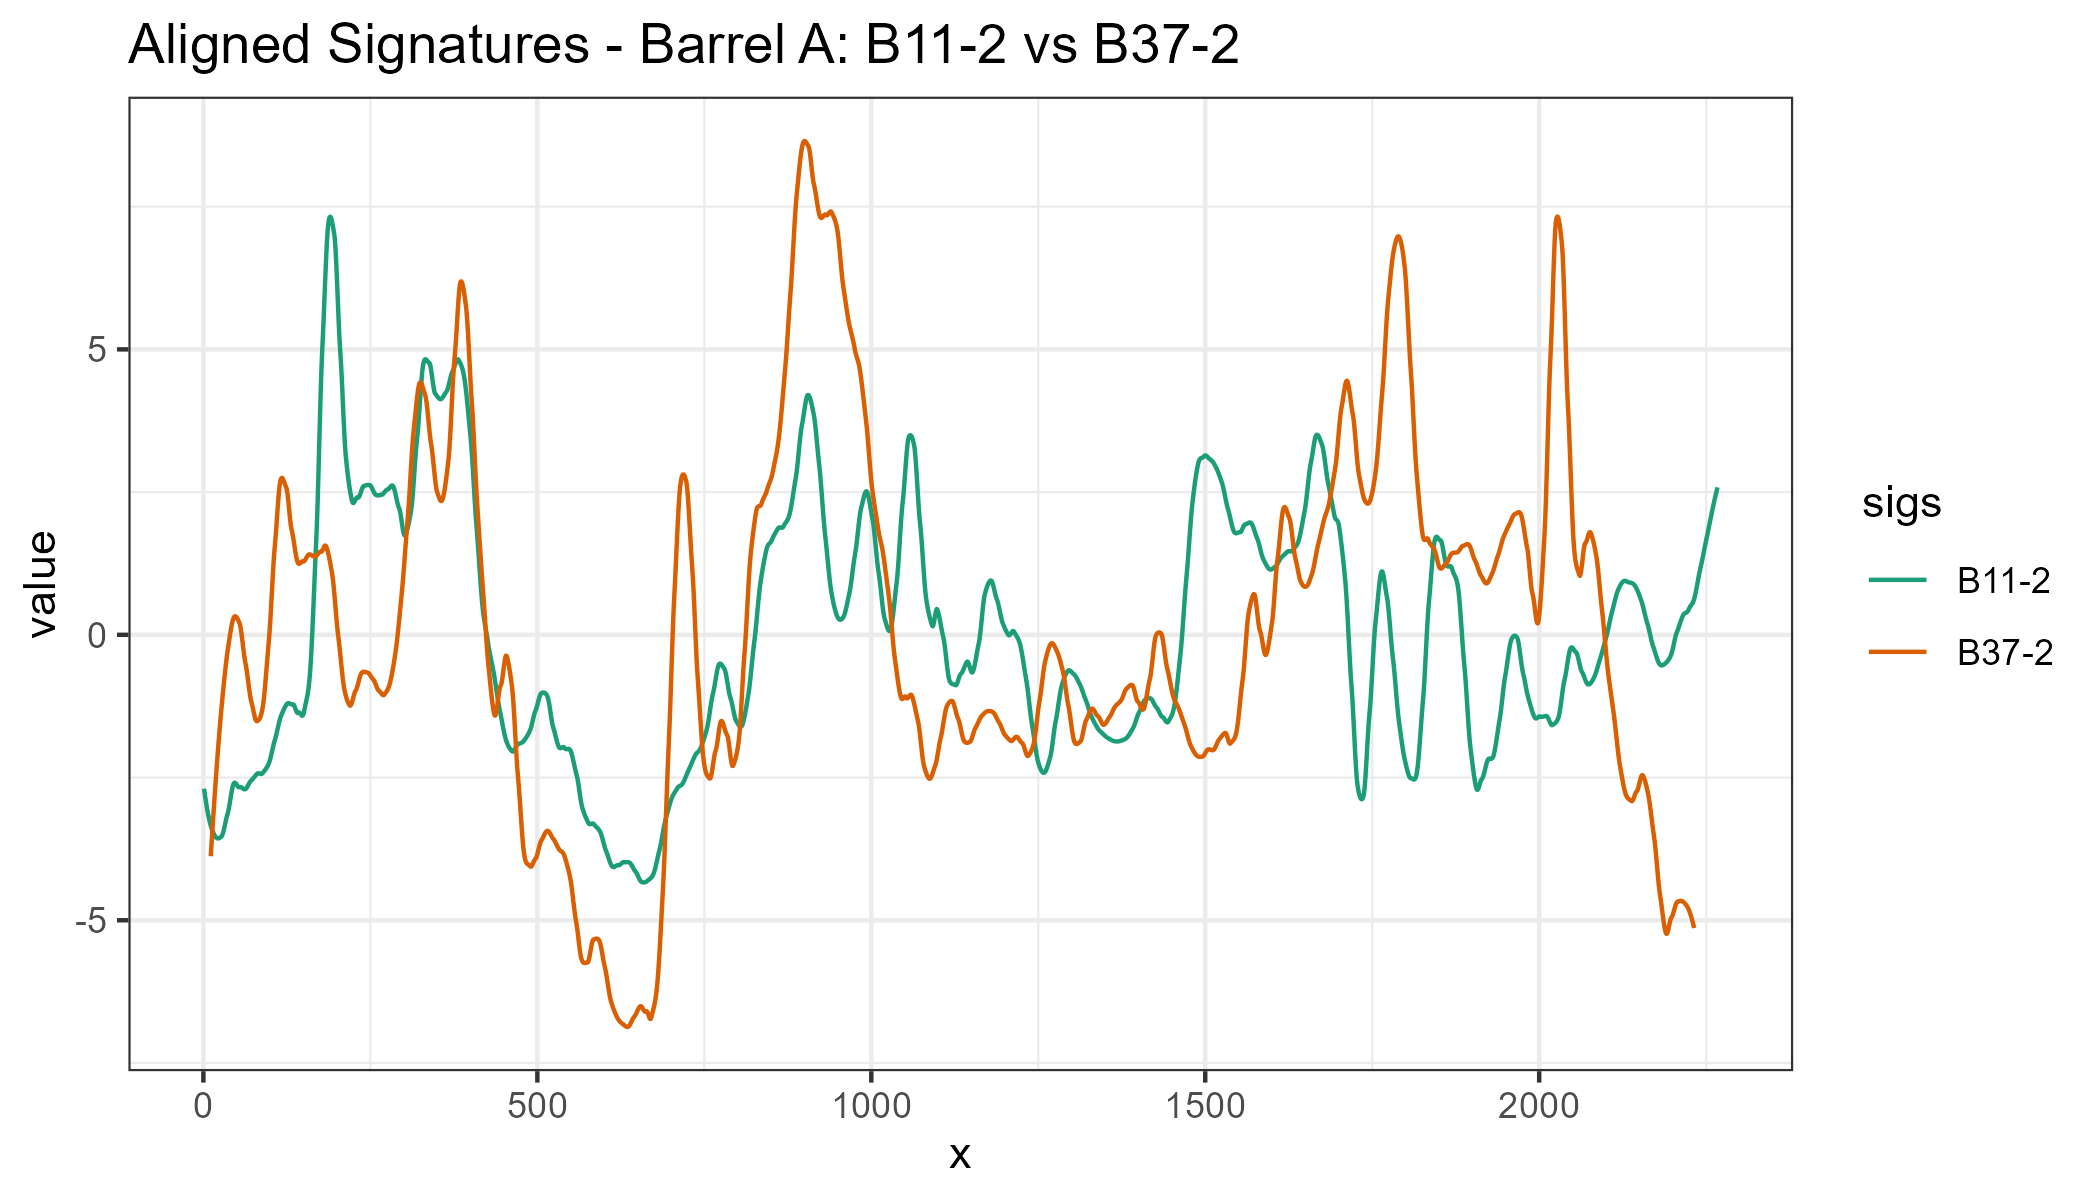 Aligned Signatures - Barrel A: B11-2 vs B37-2
value
5
0
-5
0
500
1000
1500
2000
x
sigs
B11-2
B37-2